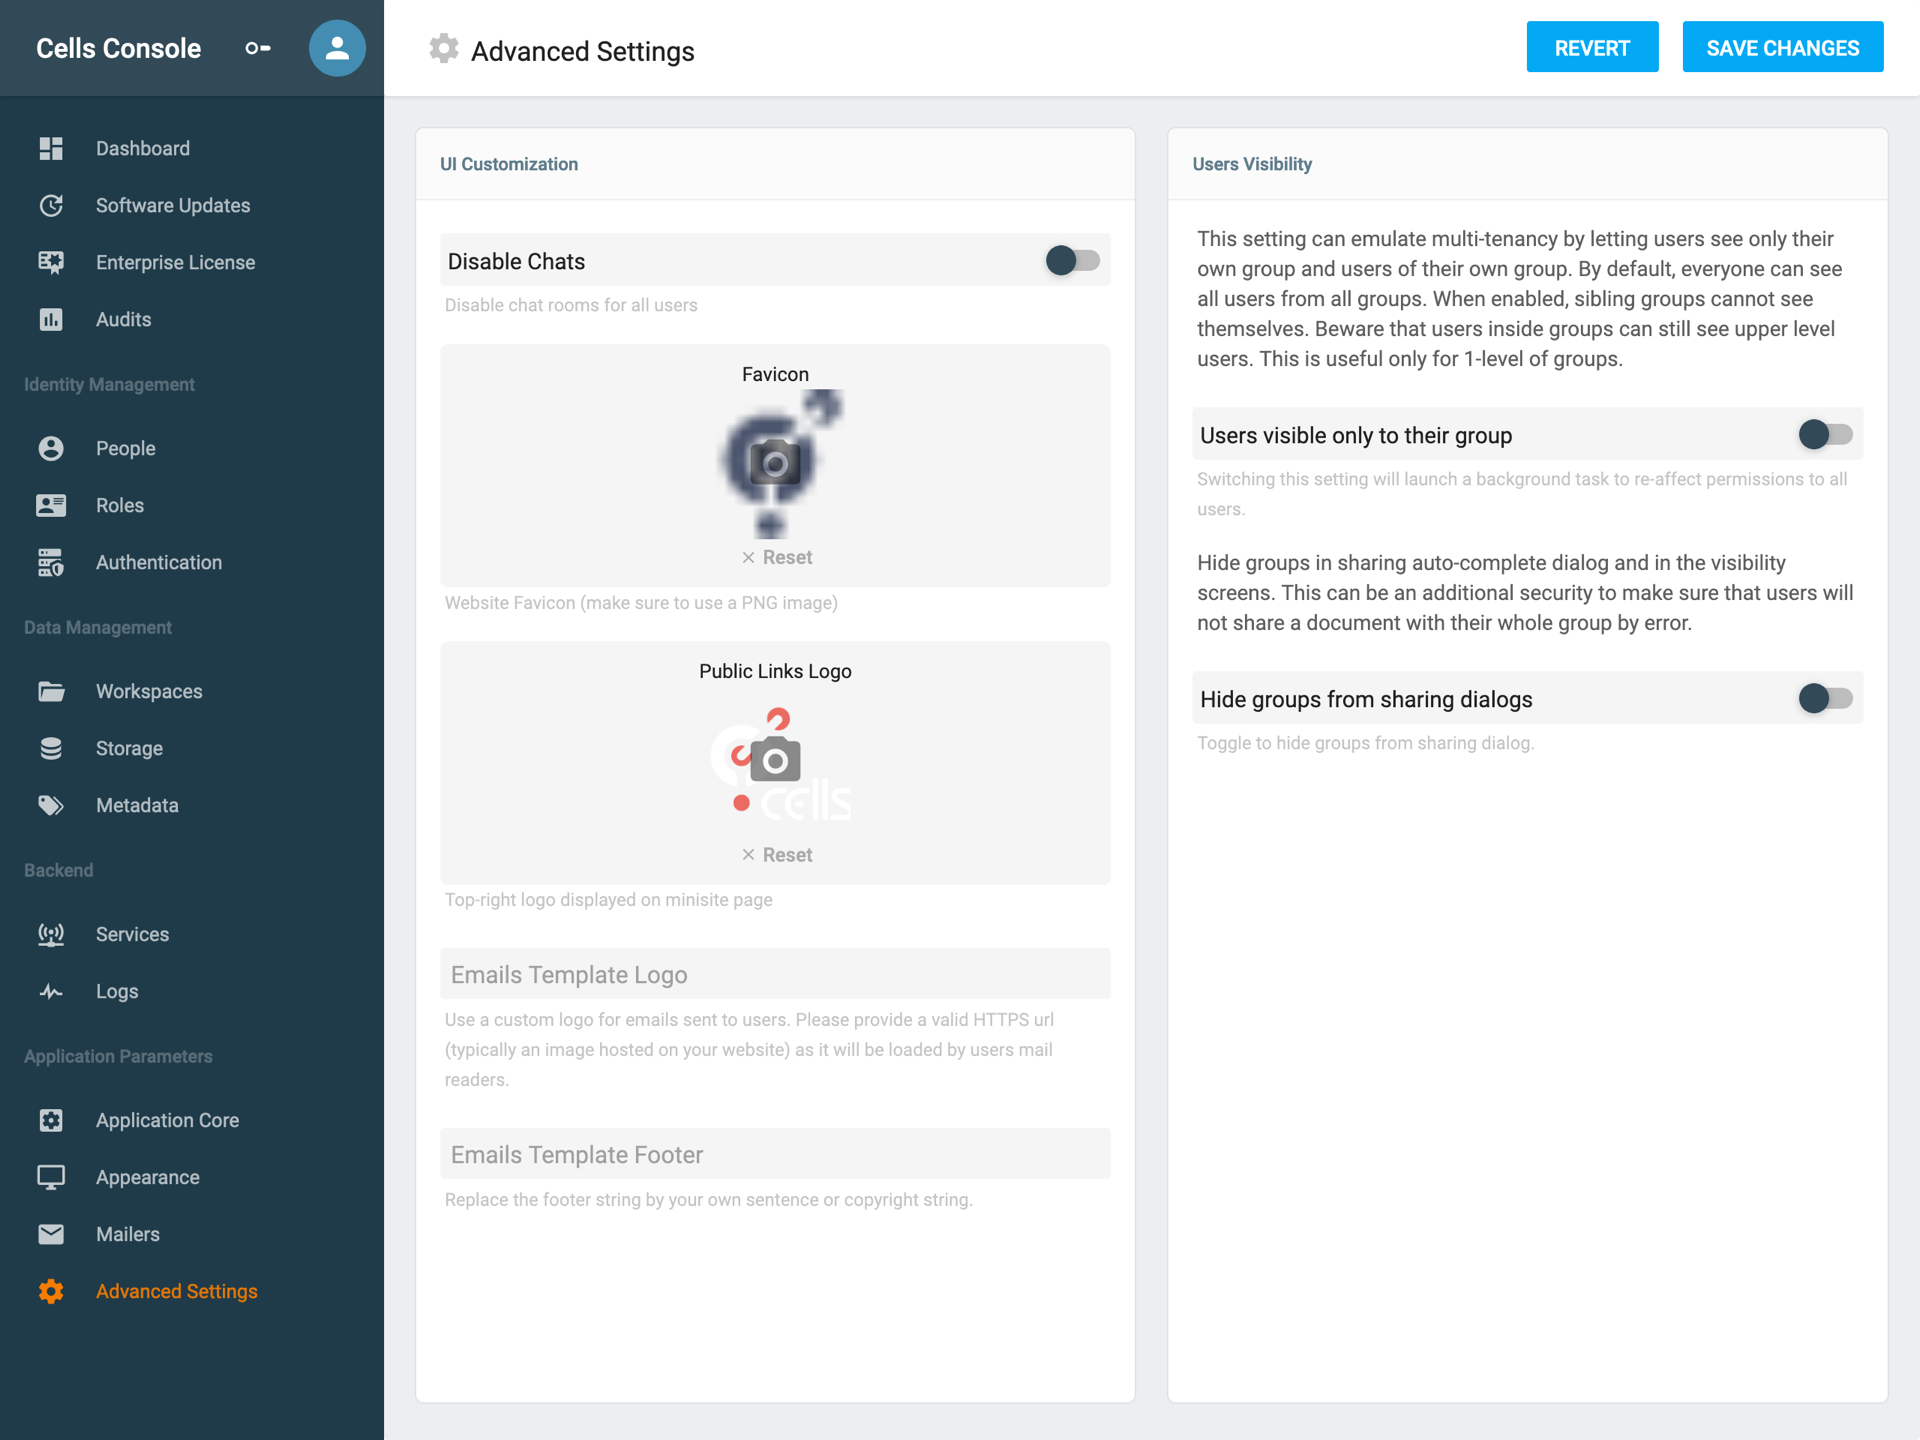 Cells Console
Dashboard
Software Updates
Enterprise License
Audits
Identity Management
People
Roles
Authentication
Data Management
Workspaces
Storage
Metadata
Backend
Services
Logs
Application Parameters
Application Core
Appearance
Mailers
Advanced Settings
Advanced Settings
REVERT
SAVE CHANGES
UI Customization
Disable Chats
Disable chat rooms for all users
Favicon
Reset
Website Favicon (make sure to use a PNG image)
Public Links Logo
cells
Reset
Top-right logo displayed on minisite page
Emails Template Logo
Use a custom logo for emails sent to users. Please provide a valid HTTPS url
(typically an image hosted on your website) as it will be loaded by users mail
readers.
Emails Template Footer
Replace the footer string by your own sentence or copyright string.
Users Visibility
This setting can emulate multi-tenancy by letting users see only their
own group and users of their own group. By default, everyone can see
all users from all groups. When enabled, sibling groups cannot see
themselves. Beware that users inside groups can still see upper level
users. This is useful only for 1-level of groups.
Users visible only to their group
Switching this setting will launch a background task to re-affect permissions to all
users.
Hide groups in sharing auto-complete dialog and in the visibility
screens. This can be an additional security to make sure that users will
not share a document with their whole group by error.
Hide groups from sharing dialogs
Toggle to hide groups from sharing dialog.